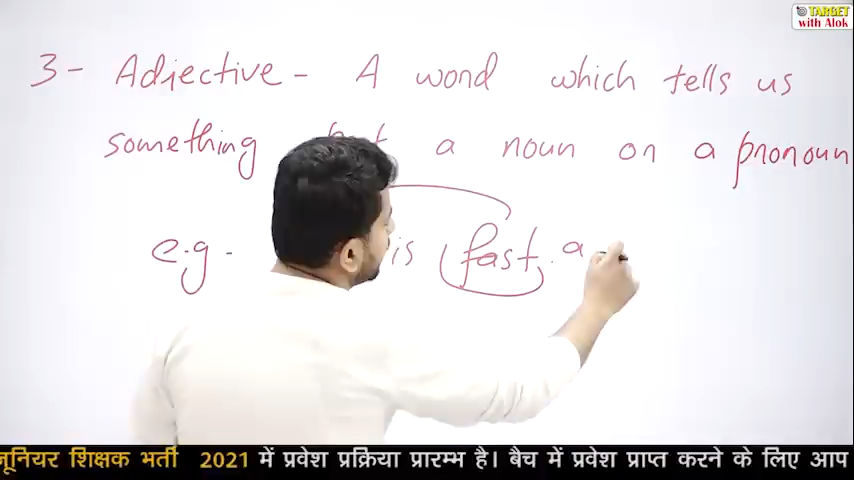 TARGET
with Alok
3- Adjective - A word which tells us
something a noun or a pronoun
e.g - is fast. a
जूनियर शिक्षक भर्ती 2021 में प्रवेश प्रक्रिया प्रारम्भ है। बैच में प्रवेश प्राप्त करने के लिए आप